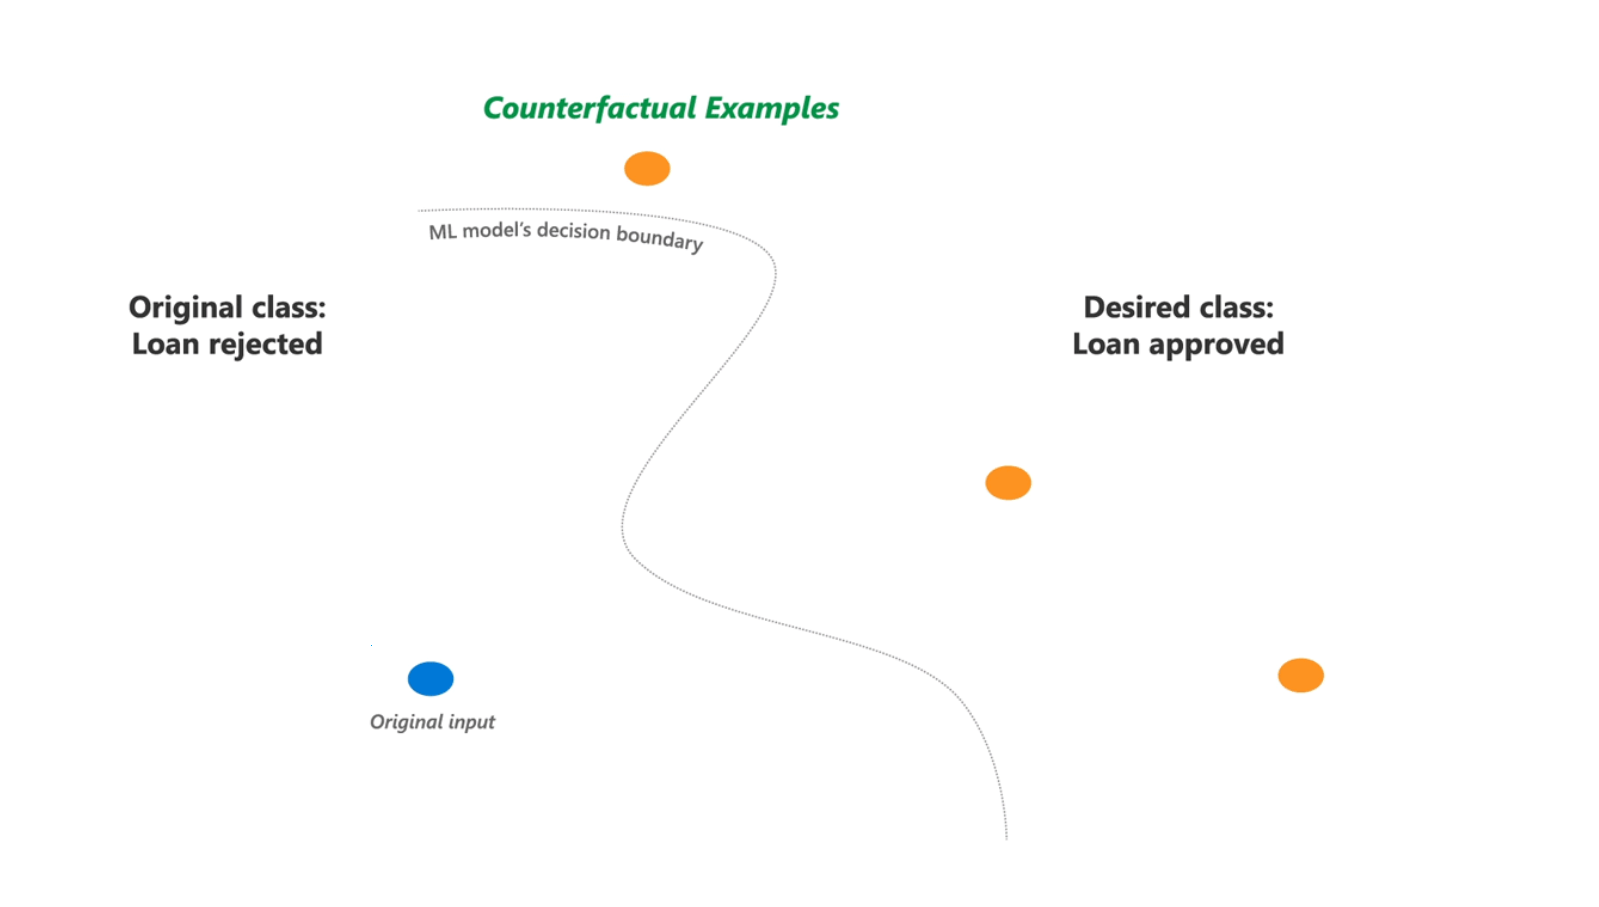 Counterfactual Examples
ML model's decision boundary
Original class:
Loan rejected
Desired class:
Loan approved
Original input